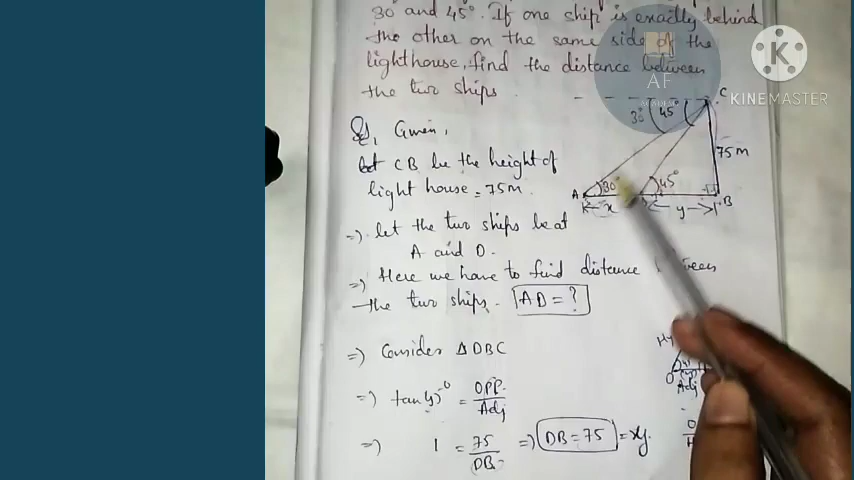 30° and 45°. If one ship is exactly behind
the other on the same side of the
lighthouse, find the distance between
the two ships.
AF
K
KINEMASTER
C
30° 45°
75M
A 30° 45° B
x y
Given,
let CB be the height of
light house = 75m.
=> let the two ships be at
A and D.
=> Here we have to find distance between
the two ships. AD = ?
=> Consider ΔDBC
=> tan45° = OPP. / Adj
=> 1 = 75 / DB => DB = 75 = y.
Adj